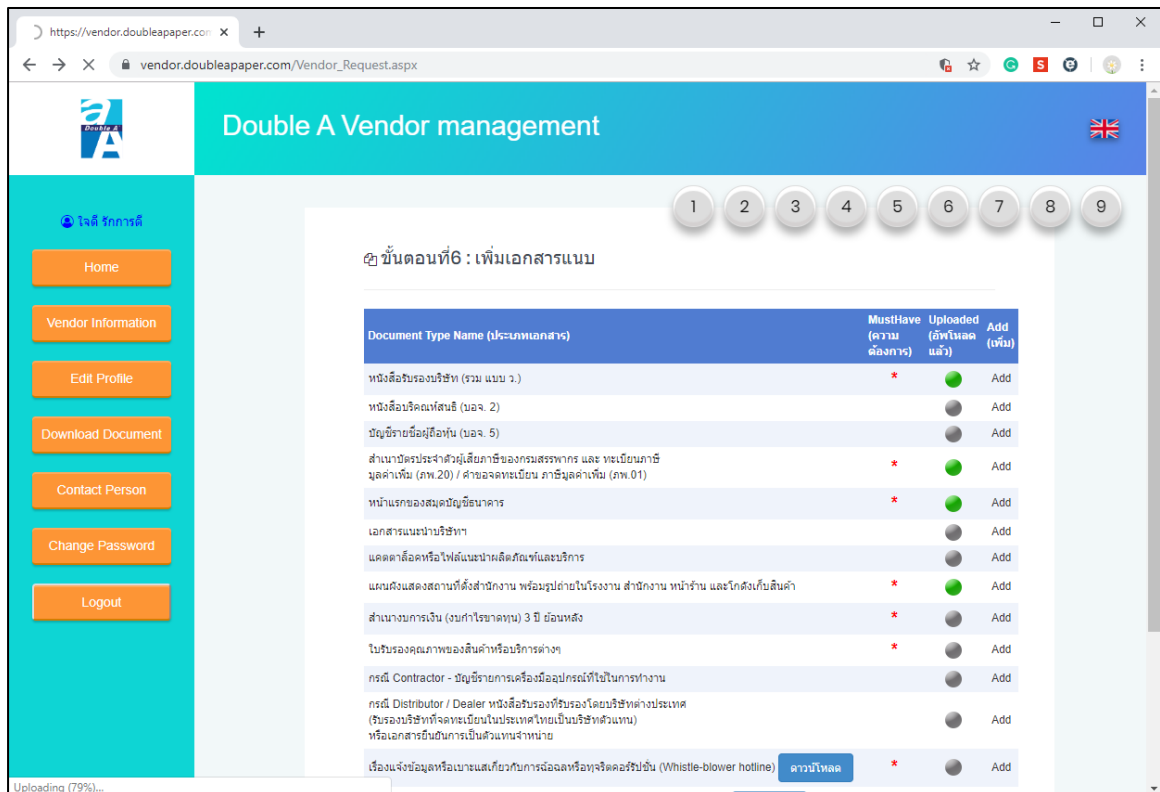 https://vendor.doubleapaper.com
vendor.doubleapaper.com/Vendor_Request.aspx
Double A
Double A Vendor management
ใจดี รักการดี
Home
Vendor Information
Edit Profile
Download Document
Contact Person
Change Password
Logout
1 2 3 4 5 6 7 8 9
ขั้นตอนที่6 : เพิ่มเอกสารแนบ
Document Type Name (ประเภทเอกสาร) MustHave (ความต้องการ) Uploaded (อัพโหลดแล้ว) Add (เพิ่ม)
หนังสือรับรองบริษัท (รวม แบบ ว.) * Add
หนังสือบริคณห์สนธิ (บอจ. 2) Add
บัญชีรายชื่อผู้ถือหุ้น (บอจ. 5) Add
สำเนาบัตรประจำตัวผู้เสียภาษีของกรมสรรพากร และ ทะเบียนภาษี
มูลค่าเพิ่ม (ภพ.20) / คำขอจดทะเบียน ภาษีมูลค่าเพิ่ม (ภพ.01) * Add
หน้าแรกของสมุดบัญชีธนาคาร * Add
เอกสารแนะนำบริษัทฯ Add
แคตตาล็อคหรือไฟล์แนะนำผลิตภัณฑ์และบริการ Add
แผนผังแสดงสถานที่ตั้งสำนักงาน พร้อมรูปถ่ายในโรงงาน สำนักงาน หน้าร้าน และโกดังเก็บสินค้า * Add
สำเนางบการเงิน (งบกำไรขาดทุน) 3 ปี ย้อนหลัง * Add
ใบรับรองคุณภาพของสินค้าหรือบริการต่างๆ * Add
กรณี Contractor - บัญชีรายการเครื่องมืออุปกรณ์ที่ใช้ในการทำงาน Add
กรณี Distributor / Dealer หนังสือรับรองที่รับรองโดยบริษัทต่างประเทศ
(รับรองบริษัทที่จดทะเบียนในประเทศไทยเป็นบริษัทตัวแทน)
หรือเอกสารยืนยันการเป็นตัวแทนจำหน่าย Add
เรื่องแจ้งข้อมูลหรือเบาะแสเกี่ยวกับการฉ้อฉลหรือทุจริตคอร์รัปชั่น (Whistle-blower hotline) ดาวน์โหลด * Add
Uploading (79%)...